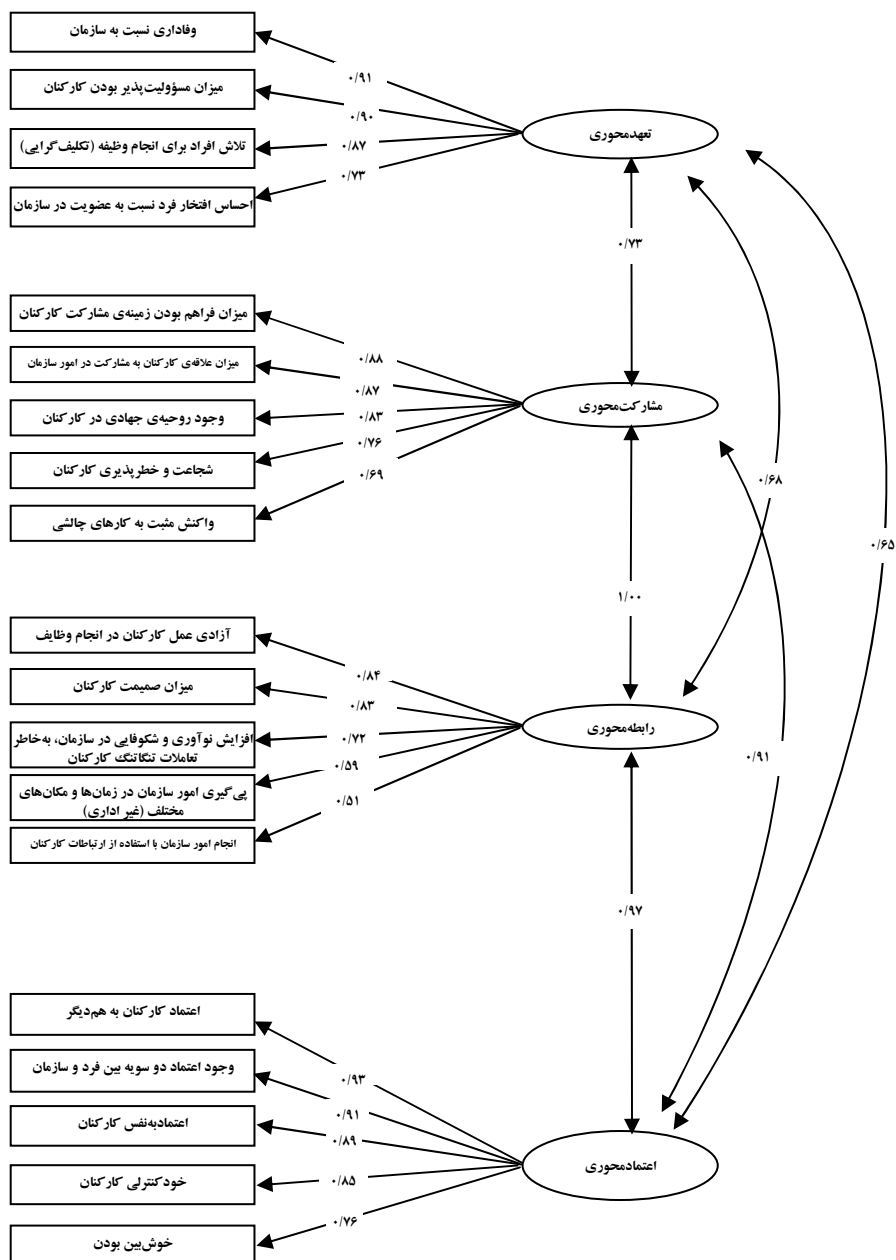 وفاداری نسبت به سازمان
۰/۹۱
میزان مسؤولیت‌پذیر بودن کارکنان
۰/۹۰
تعهدمحوری
تلاش افراد برای انجام وظیفه (تکلیف‌گرایی)
۰/۸۷
۰/۷۳
احساس افتخار فرد نسبت به عضویت در سازمان
۰/۷۳
میزان فراهم بودن زمینه‌ی مشارکت کارکنان
۰/۸۸
میزان علاقه‌ی کارکنان به مشارکت در امور سازمان
۰/۸۷
مشارکت‌محوری
وجود روحیه‌ی جهادی در کارکنان
۰/۸۳
۰/۷۶
شجاعت و خطرپذیری کارکنان
۰/۶۹
۰/۶۸
واکنش مثبت به کارهای چالشی
۰/۶۵
۱/۰۰
آزادی عمل کارکنان در انجام وظایف
۰/۸۴
میزان صمیمت کارکنان
۰/۸۳
رابطه‌محوری
افزایش نوآوری و شکوفایی در سازمان، به‌خاطر
تعاملات تنگاتنگ کارکنان
۰/۷۲
۰/۹۱
۰/۵۹
پی‌گیری امور سازمان در زمان‌ها و مکان‌های
مختلف (غیر اداری)
۰/۵۱
انجام امور سازمان با استفاده از ارتباطات کارکنان
۰/۹۷
اعتماد کارکنان به هم‌دیگر
۰/۹۳
وجود اعتماد دو سویه بین فرد و سازمان
۰/۹۱
اعتمادبه‌نفس کارکنان
۰/۸۹
اعتمادمحوری
خودکنترلی کارکنان
۰/۸۵
۰/۷۶
خوش‌بین بودن